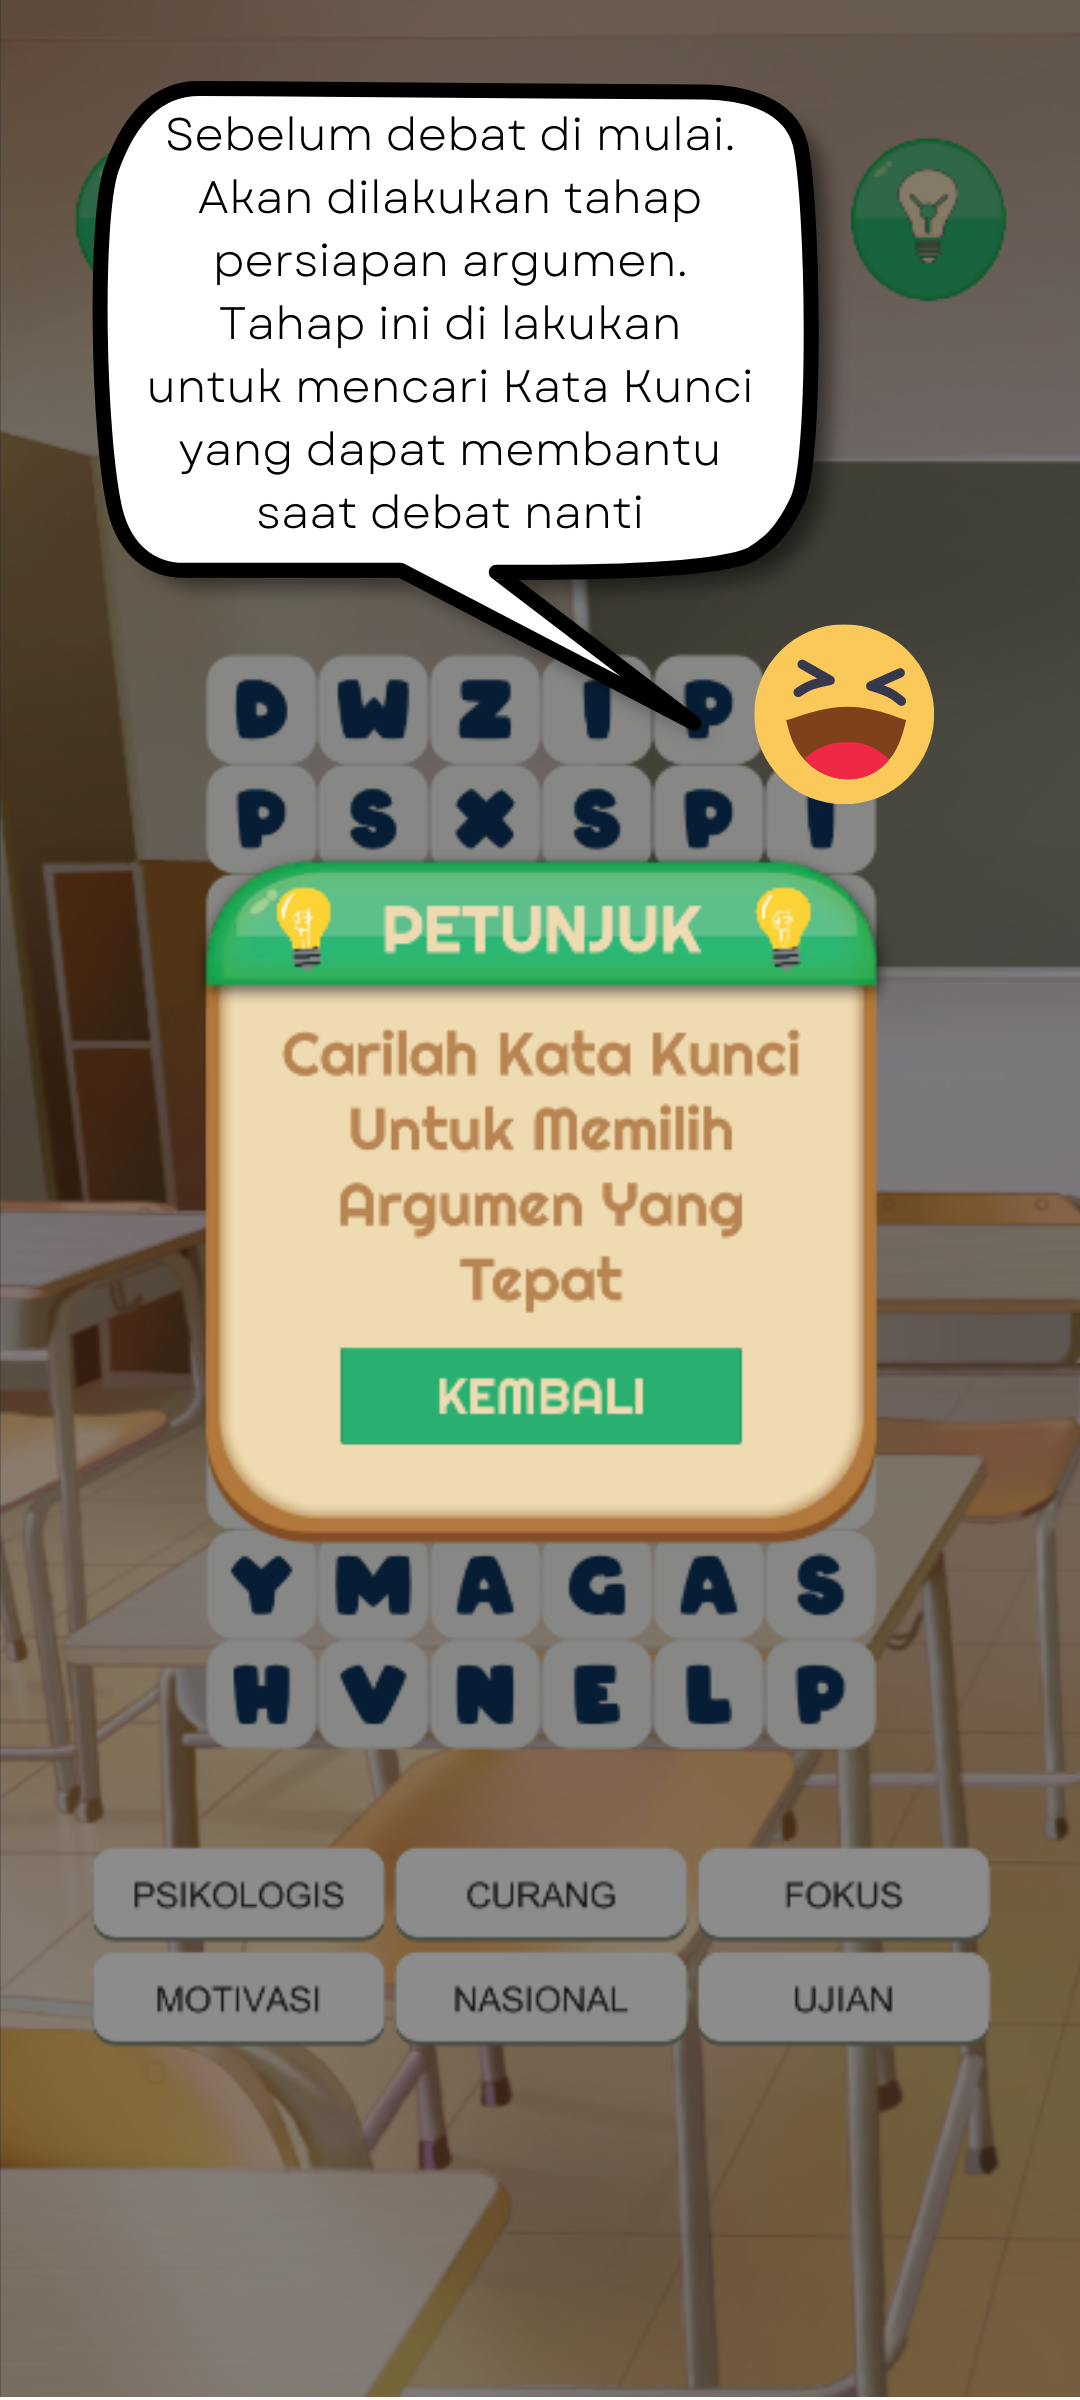 Sebelum debat di mulai.
Akan dilakukan tahap
persiapan argumen.
Tahap ini di lakukan
untuk mencari Kata Kunci
yang dapat membantu
saat debat nanti
D W Z I P
P S X S P I
PETUNJUK
Carilah Kata Kunci
Untuk Memilih
Argumen Yang
Tepat
KEMBALI
Y M A G A S
H V N E L P
PSIKOLOGIS CURANG FOKUS
MOTIVASI NASIONAL UJIAN